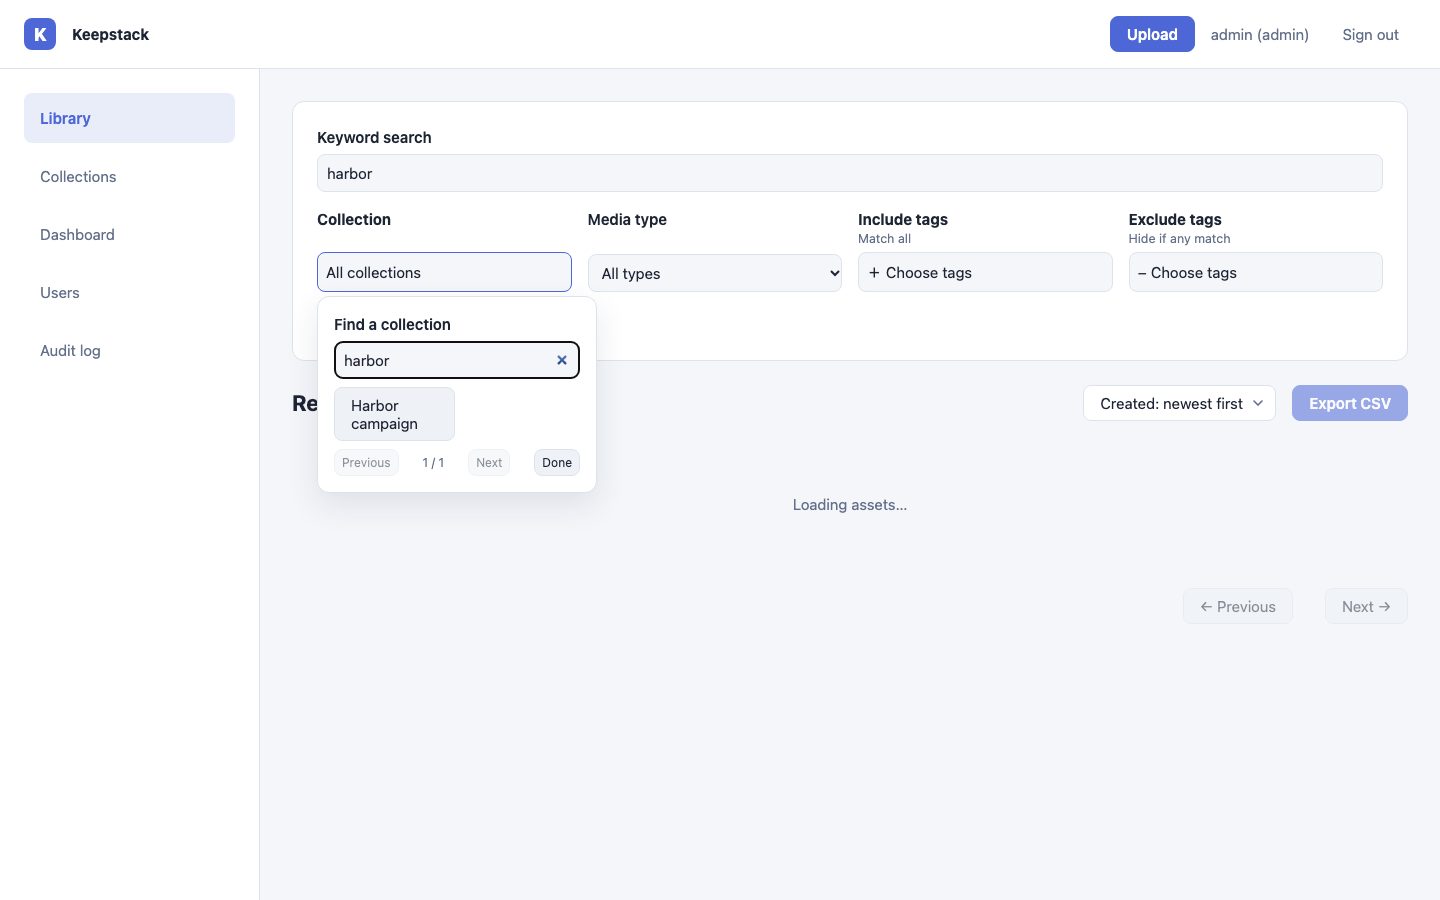 K Keepstack
Upload admin (admin) Sign out
Library
Collections
Dashboard
Users
Audit log
Keyword search
harbor
Collection Media type Include tags Exclude tags
Match all Hide if any match
All collections All types + Choose tags – Choose tags
Find a collection
harbor ×
Harbor
campaign
Previous 1 / 1 Next Done
Created: newest first Export CSV
Loading assets...
← Previous Next →